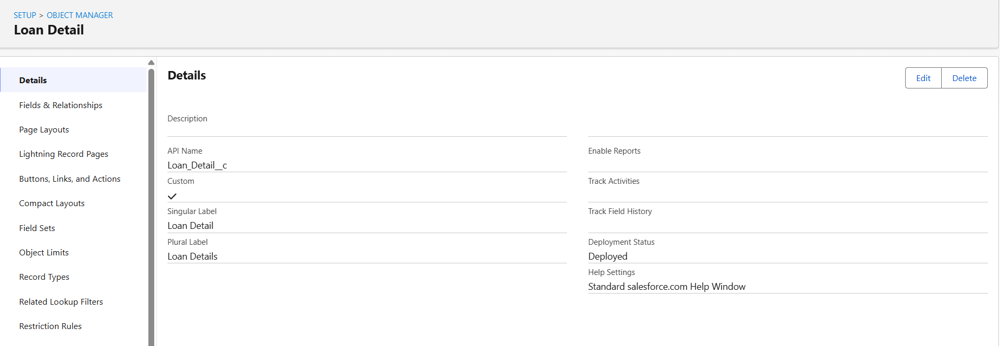 SETUP > OBJECT MANAGER
Loan Detail
Details
Fields & Relationships
Page Layouts
Lightning Record Pages
Buttons, Links, and Actions
Compact Layouts
Field Sets
Object Limits
Record Types
Related Lookup Filters
Restriction Rules
Details
Edit
Delete
Description
API Name
Loan_Detail__c
Custom
Singular Label
Loan Detail
Plural Label
Loan Details
Enable Reports
Track Activities
Track Field History
Deployment Status
Deployed
Help Settings
Standard salesforce.com Help Window